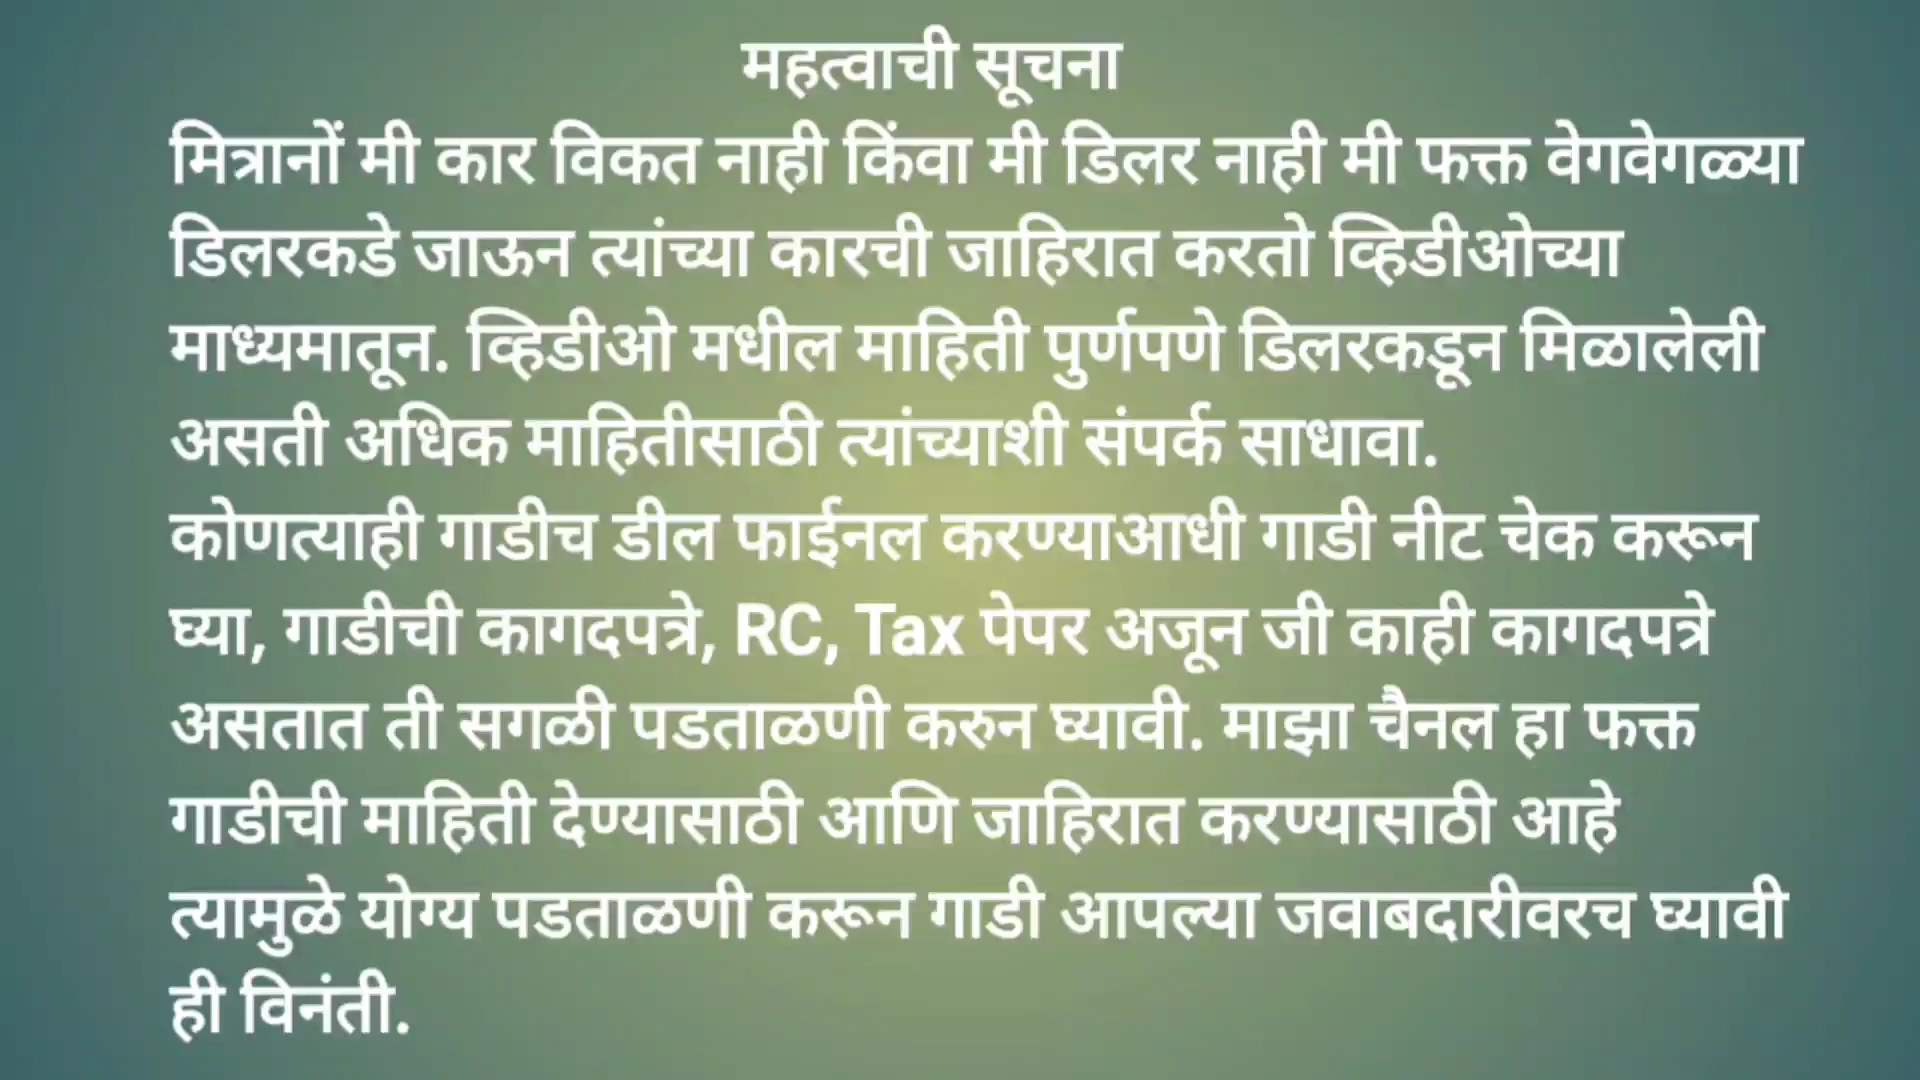 महत्वाची सूचना
मित्रानों मी कार विकत नाही किंवा मी डिलर नाही मी फक्त वेगवेगळ्या
डिलरकडे जाऊन त्यांच्या कारची जाहिरात करतो व्हिडीओच्या
माध्यमातून. व्हिडीओ मधील माहिती पुर्णपणे डिलरकडून मिळालेली
असती अधिक माहितीसाठी त्यांच्याशी संपर्क साधावा.
कोणत्याही गाडीच डील फाईनल करण्याआधी गाडी नीट चेक करून
घ्या, गाडीची कागदपत्रे, RC, Tax पेपर अजून जी काही कागदपत्रे
असतात ती सगळी पडताळणी करुन घ्यावी. माझा चैनल हा फक्त
गाडीची माहिती देण्यासाठी आणि जाहिरात करण्यासाठी आहे
त्यामुळे योग्य पडताळणी करून गाडी आपल्या जवाबदारीवरच घ्यावी
ही विनंती.